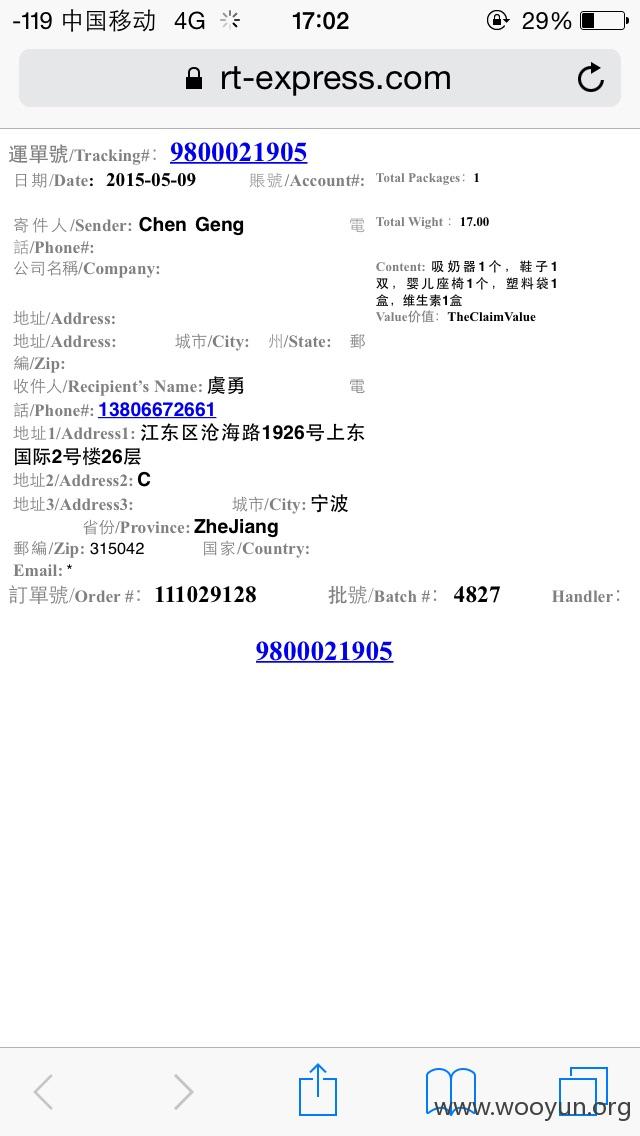 -119 中国移动 4G 17:02 29%
rt-express.com
運單號/Tracking#: 9800021905
日期/Date: 2015-05-09 賬號/Account#: Total Packages: 1
寄件人/Sender: Chen Geng 電 Total Wight : 17.00
話/Phone#:
公司名稱/Company: Content: 吸奶器1个，鞋子1
双，婴儿座椅1个，塑料袋1
盒，维生素1盒
地址/Address: Value价值: TheClaimValue
地址/Address: 城市/City: 州/State: 郵
編/Zip:
收件人/Recipient's Name: 虞勇 電
話/Phone#: 13806672661
地址1/Address1: 江东区沧海路1926号上东
国际2号楼26层
地址2/Address2: C
地址3/Address3: 城市/City: 宁波
省份/Province: ZheJiang
郵編/Zip: 315042 国家/Country:
Email: *
訂單號/Order #: 111029128 批號/Batch #: 4827 Handler:
9800021905
www.wooyun.org